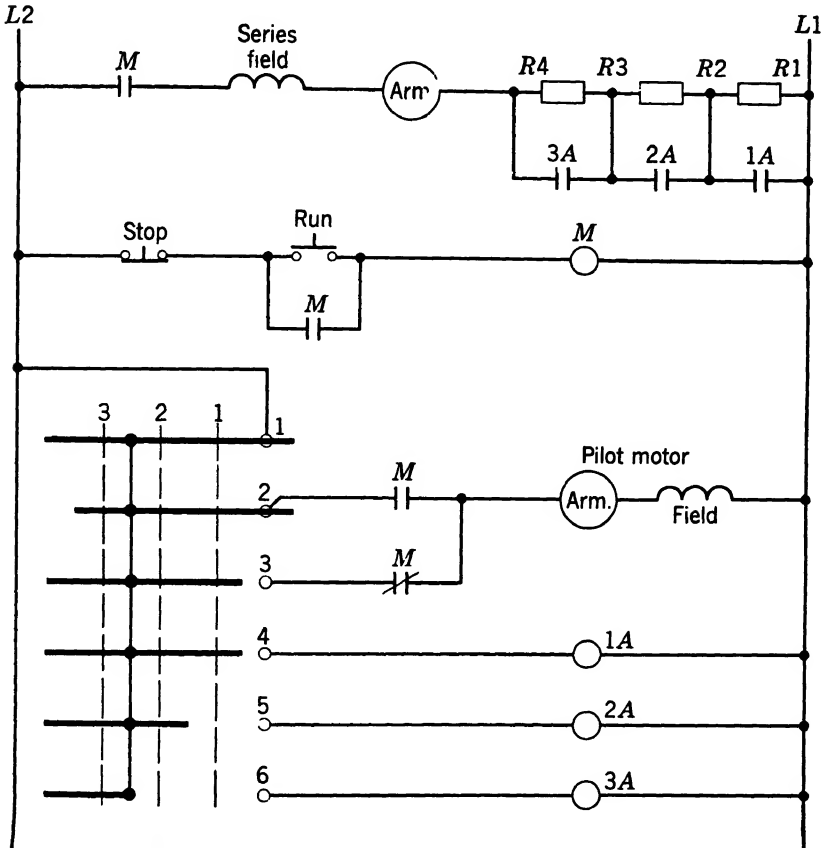 L2
L1
Series
field
M
Arm
R4 R3 R2 R1
3A 2A 1A
Stop
Run
M
M
3 2 1
1
2
3
4
5
6
M
M
Pilot motor
Arm.
Field
1A
2A
3A